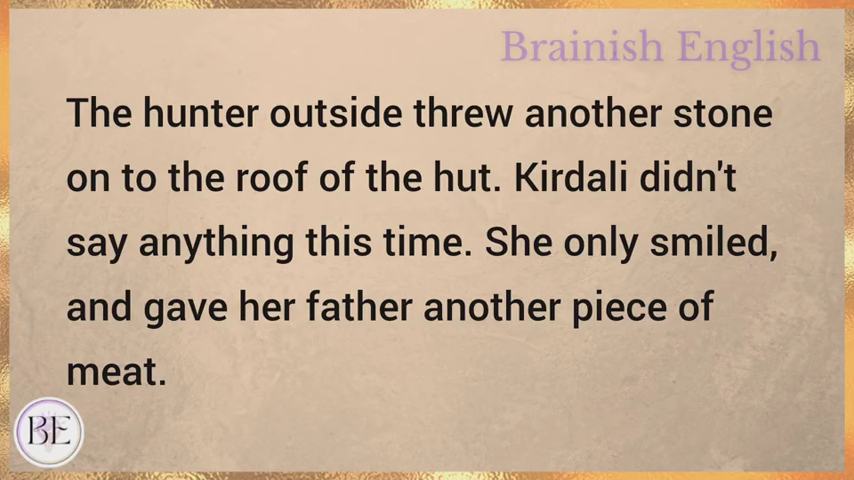 Brainish English
The hunter outside threw another stone
on to the roof of the hut. Kirdali didn't
say anything this time. She only smiled,
and gave her father another piece of
meat.
BE